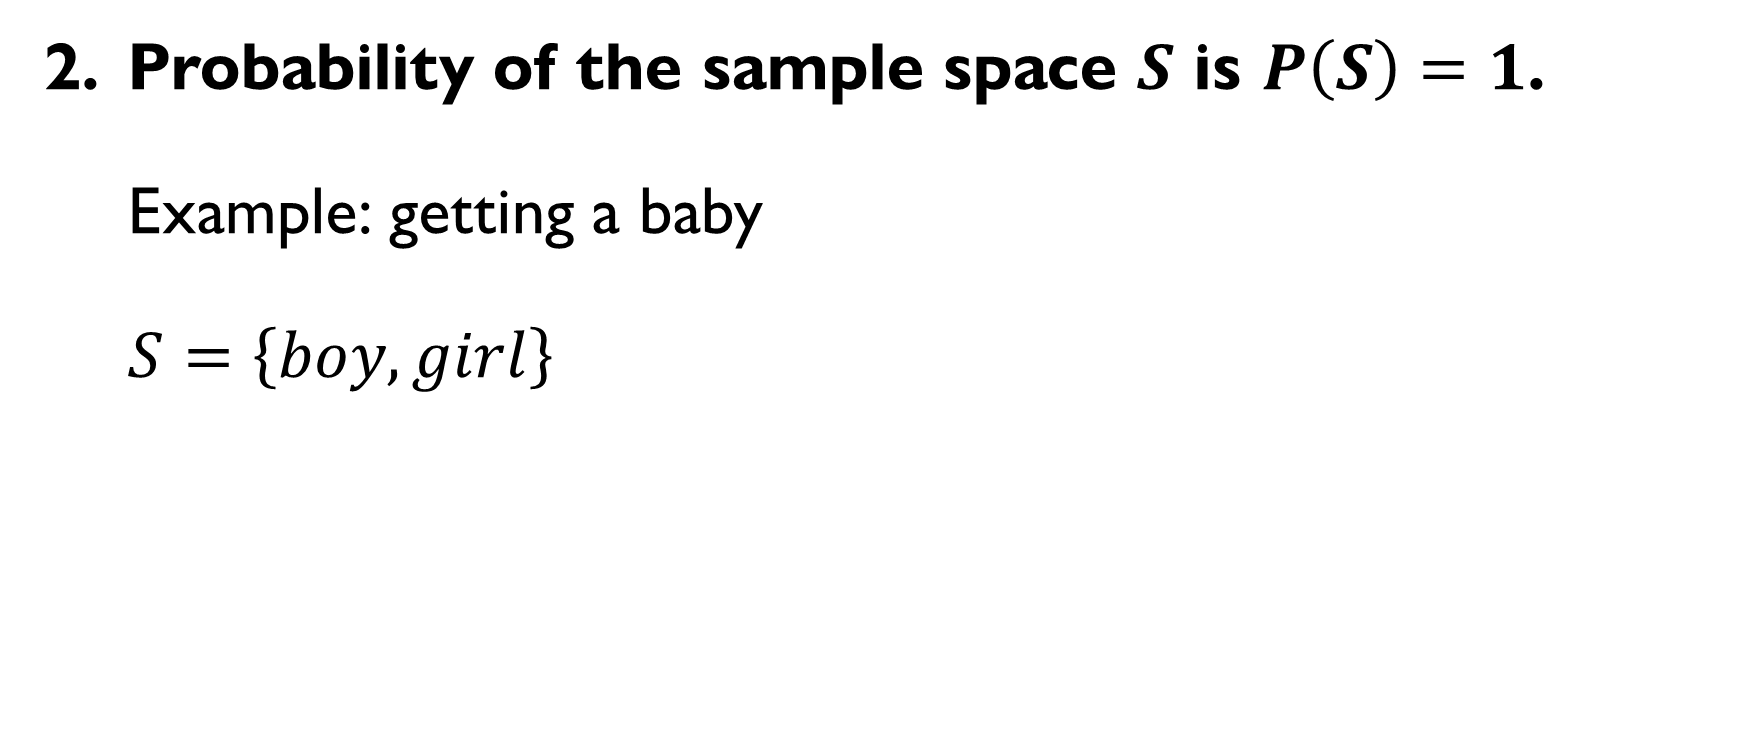 2. Probability of the sample space S is P(S) = 1.
Example: getting a baby
S = {boy, girl}